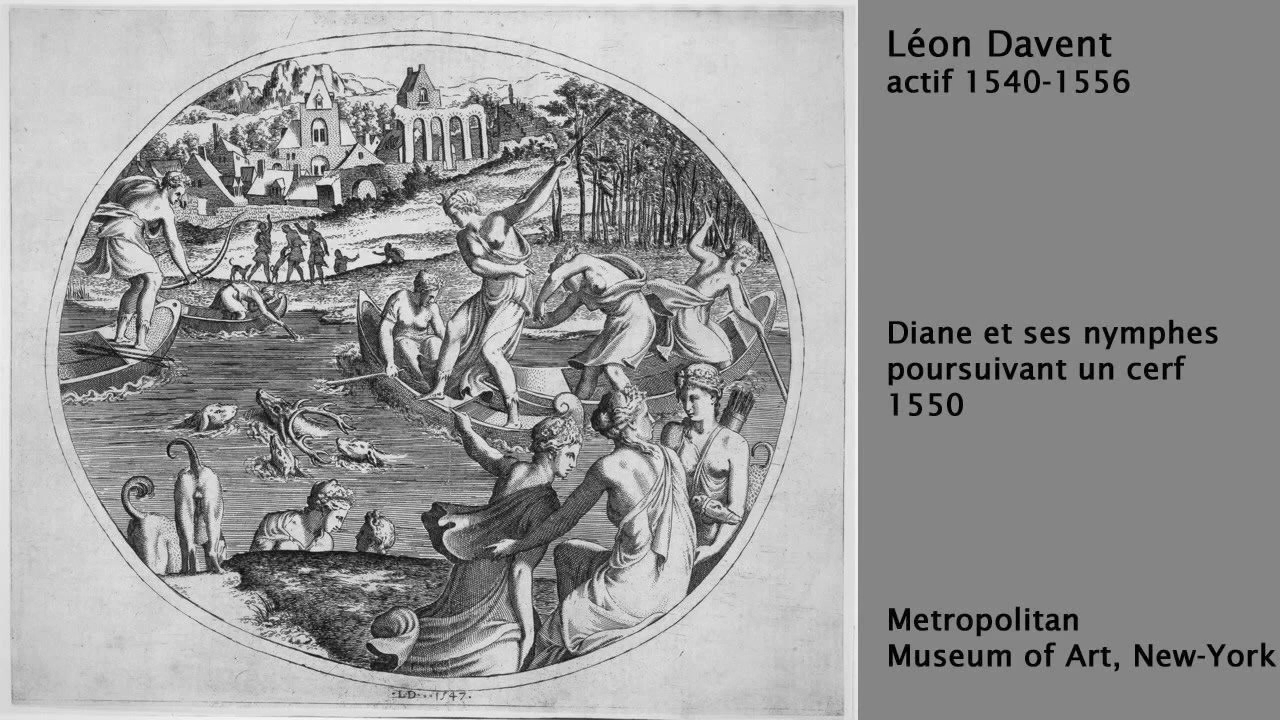 Léon Davent
actif 1540-1556
Diane et ses nymphes
poursuivant un cerf
1550
Metropolitan
Museum of Art, New-York
·L·D· · · 1547 ·